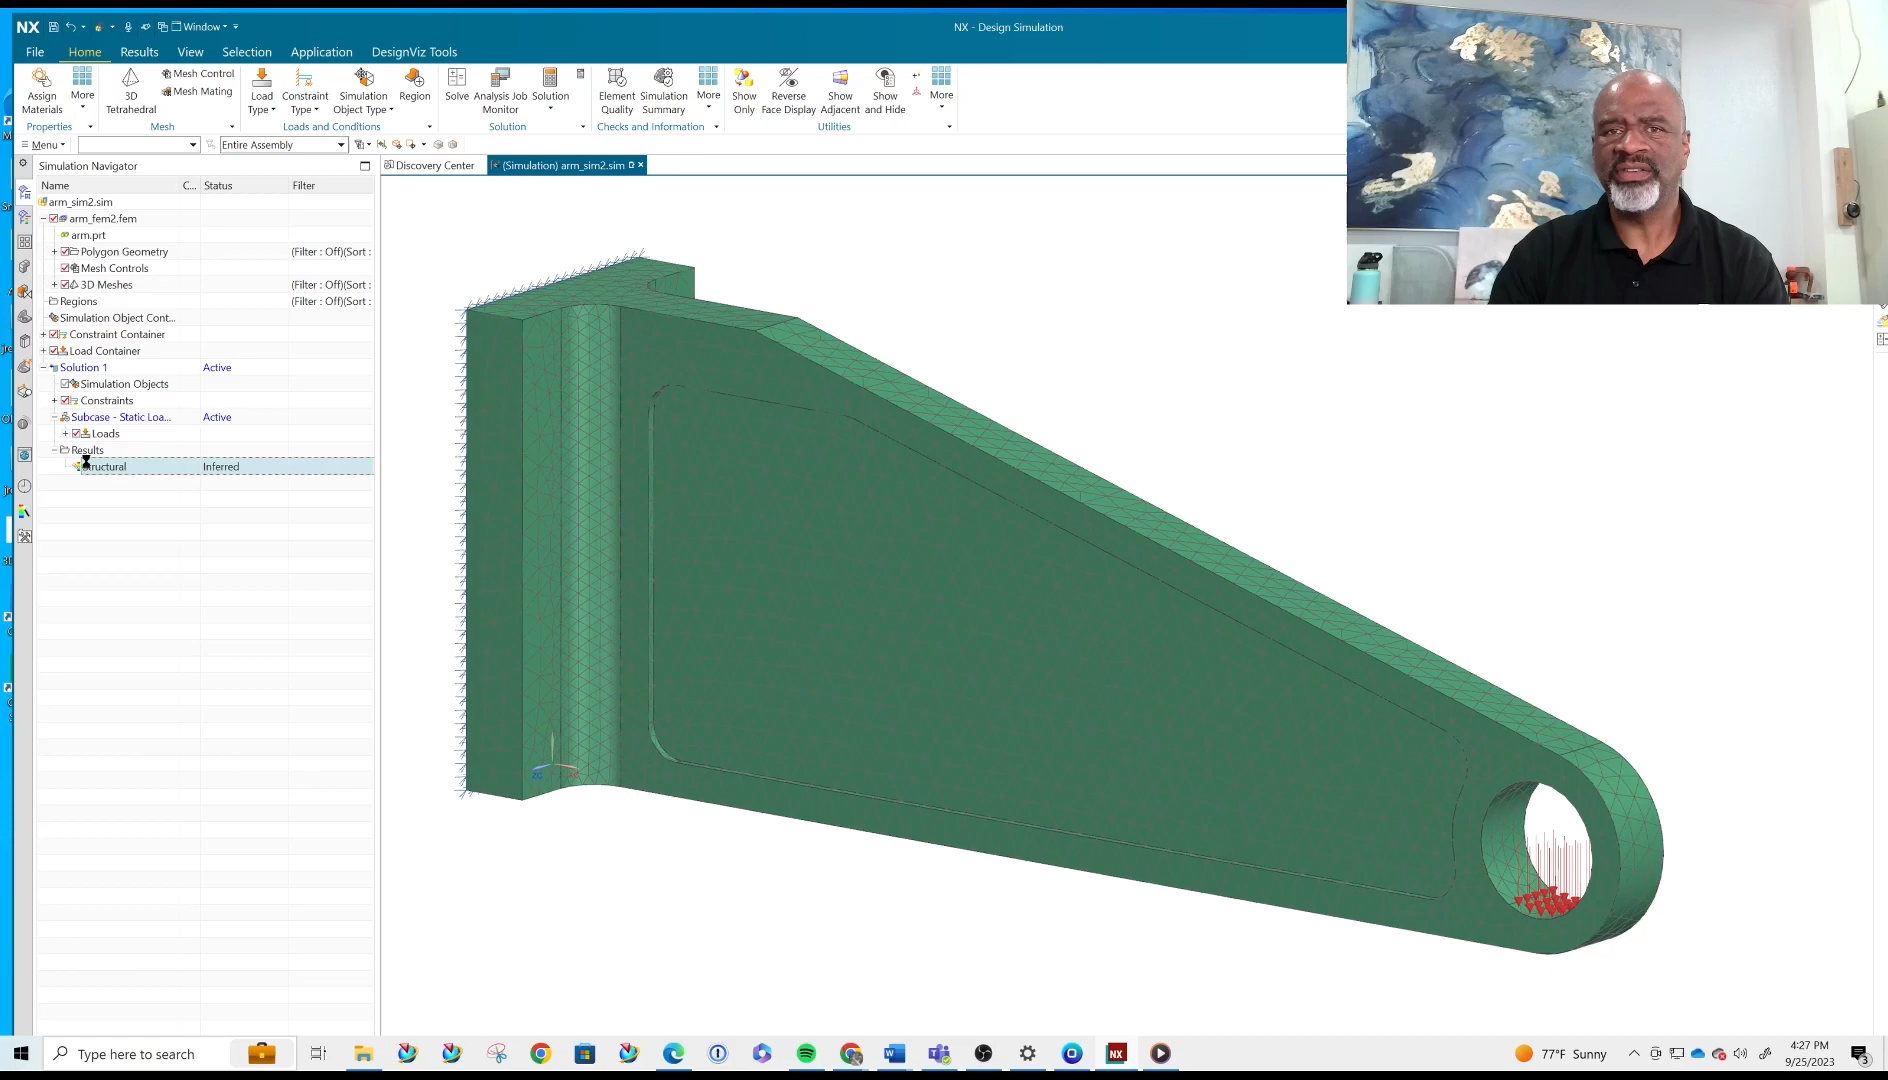 NX Window NX - Design Simulation
File Home Results View Selection Application DesignViz Tools
Assign Materials More 3D Tetrahedral Mesh Control Mesh Mating Load Type Constraint Type Simulation Object Type Region Solve Analysis Job Monitor Solution Element Quality Simulation Summary More Show Only Reverse Face Display Show Adjacent Show and Hide More
Properties Mesh Loads and Conditions Solution Checks and Information Utilities
Menu Entire Assembly
Simulation Navigator Discovery Center (Simulation) arm_sim2.sim
Name C... Status Filter
arm_sim2.sim
arm_fem2.fem
arm.prt
Polygon Geometry (Filter : Off)(Sort :
Mesh Controls
3D Meshes (Filter : Off)(Sort :
Regions (Filter : Off)(Sort :
Simulation Object Cont...
Constraint Container
Load Container
Solution 1 Active
Simulation Objects
Constraints
Subcase - Static Loa... Active
Loads
Results
Inferred
Type here to search 77°F Sunny 4:27 PM
9/25/2023